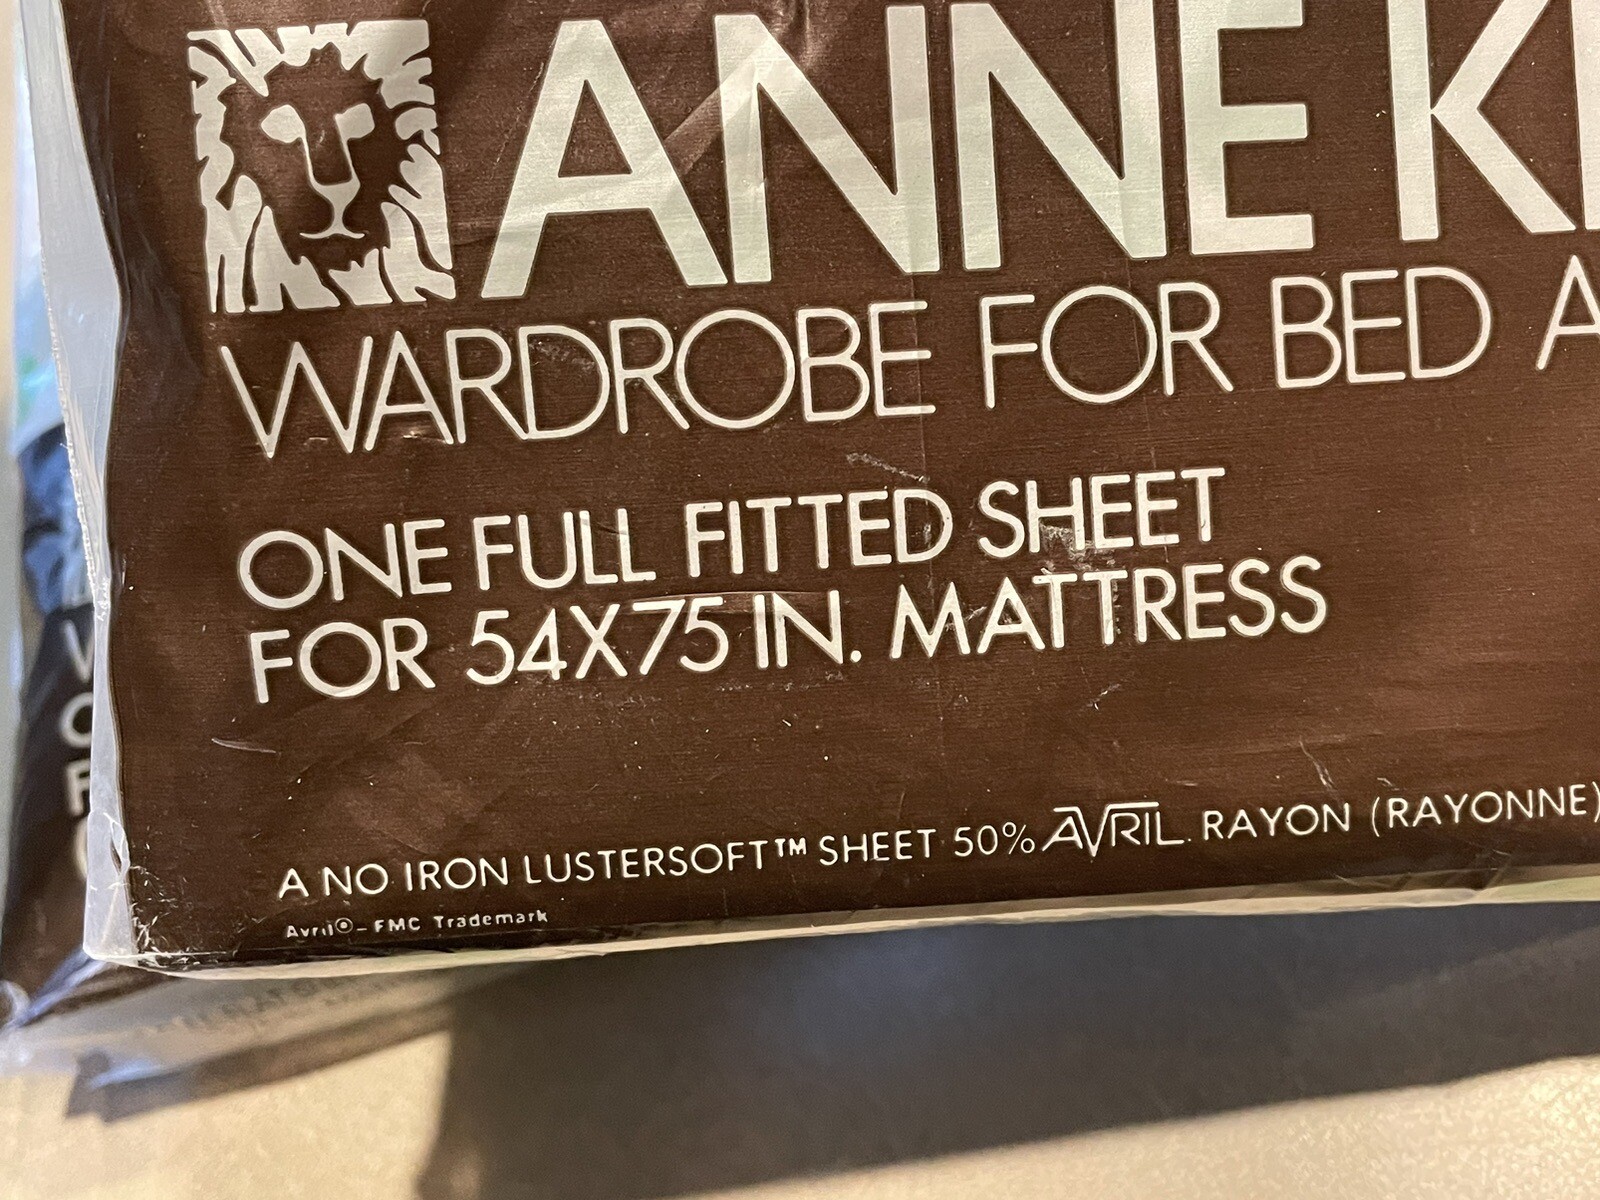 ANNE K
WARDROBE FOR BED A
ONE FULL FITTED SHEET
FOR 54X75 IN. MATTRESS
A NO IRON LUSTERSOFT™ SHEET 50% AVRIL. RAYON (RAYONNE)
Avril® – FMC Trademark